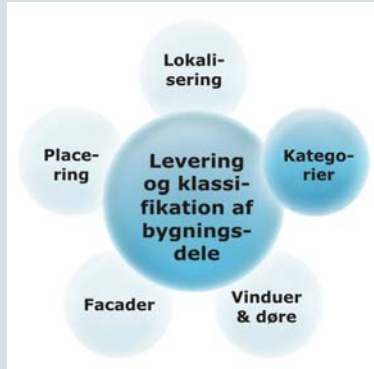 Lokali-
sering
Place-
ring
Levering
og klassi-
fikation af
bygnings-
dele
Katego-
rier
Facader
Vinduer
& døre